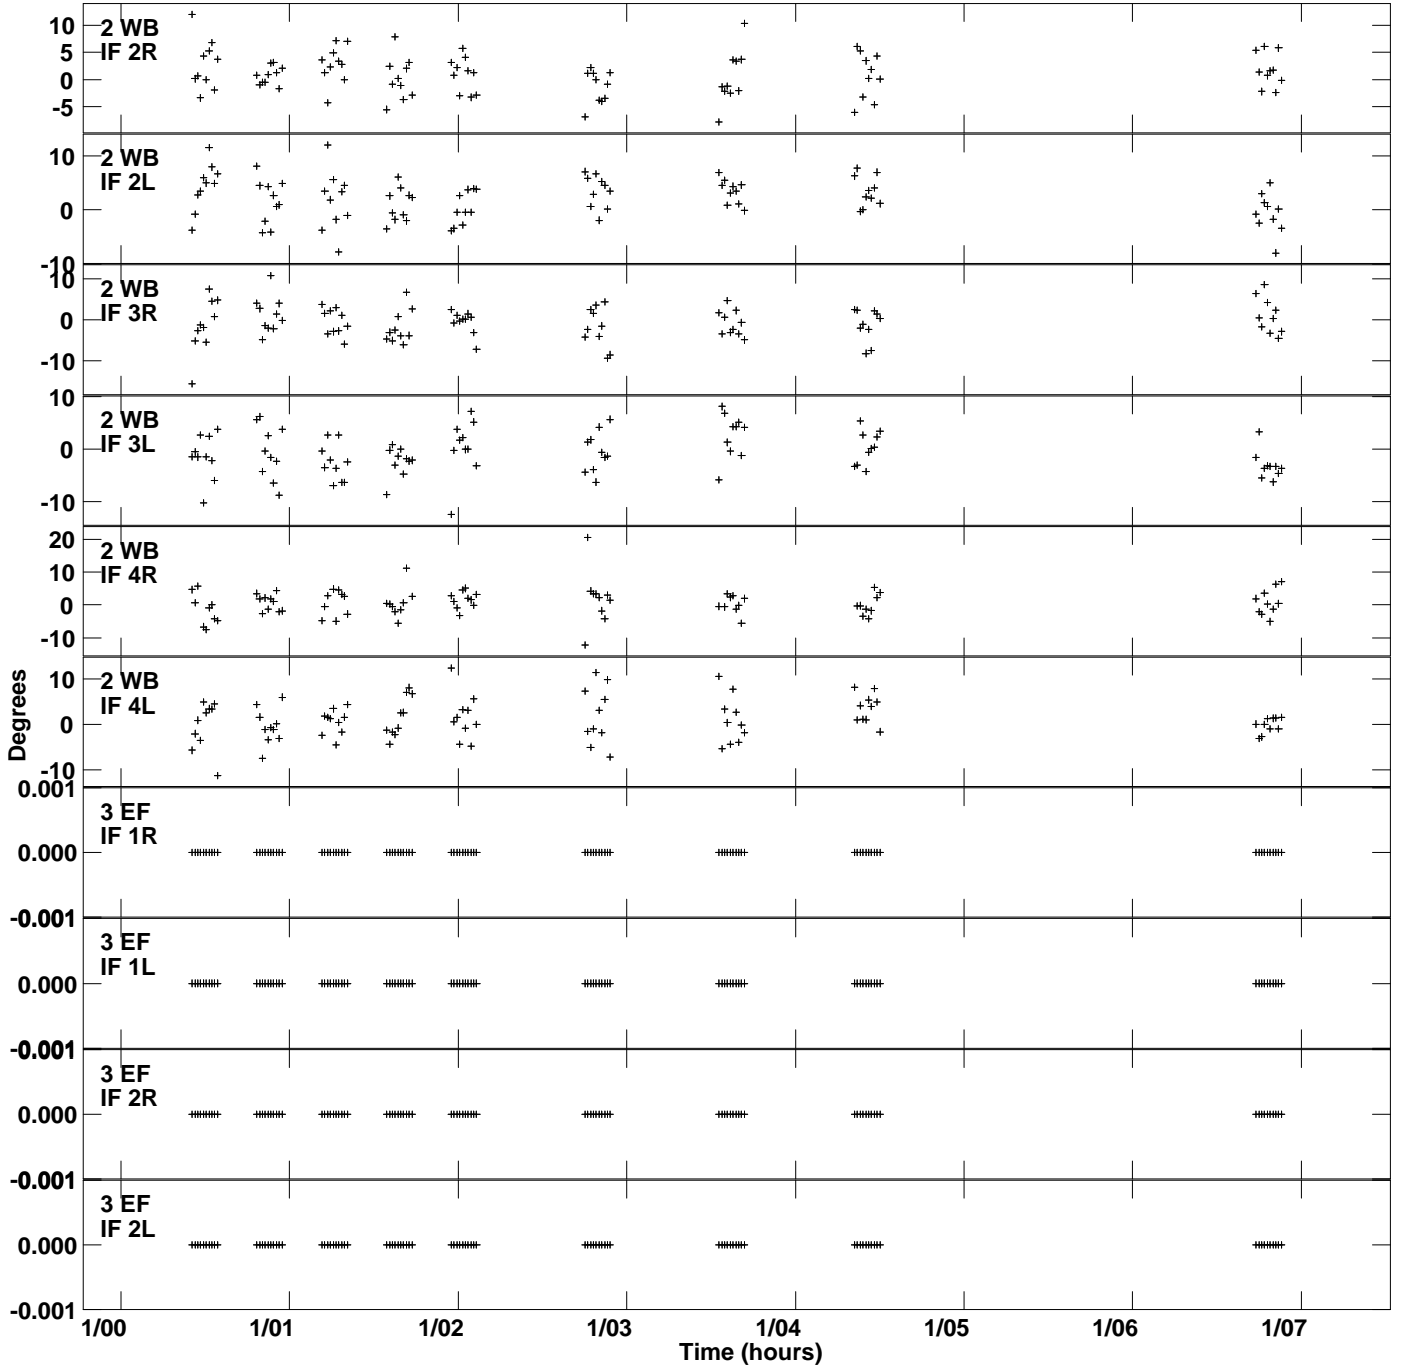 10
5
0
-5
2 WB
IF 2R
10
0
-10
2 WB
IF 2L
10
0
-10
2 WB
IF 3R
10
0
-10
2 WB
IF 3L
20
10
0
-10
2 WB
IF 4R
10
0
-10
2 WB
IF 4L
Degrees
0.001
0.000
-0.001
3 EF
IF 1R
0.000
-0.001
3 EF
IF 1L
0.000
-0.001
3 EF
IF 2R
0.000
-0.001
3 EF
IF 2L
1/00 1/01 1/02 1/03 1/04 1/05 1/06 1/07
Time (hours)